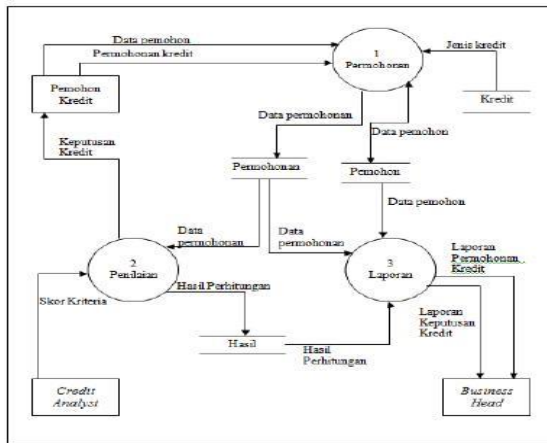 Data pemohon
Permohonan kredit
1
Permohonan
Jenis kredit
Pemohon
Kredit
Kredit
Data permohonan
Data pemohon
Keputusan
Kredit
Permohonan
Pemohon
Data
permohonan
Data
permohonan
Data pemohon
2
Penilaian
3
Laporan
Laporan
Permohonan
Kredit
Skor Kriteria
Hasil Perhitungan
Laporan
Keputusan
Kredit
Hasil
Hasil
Perhitungan
Credit
Analyst
Business
Head